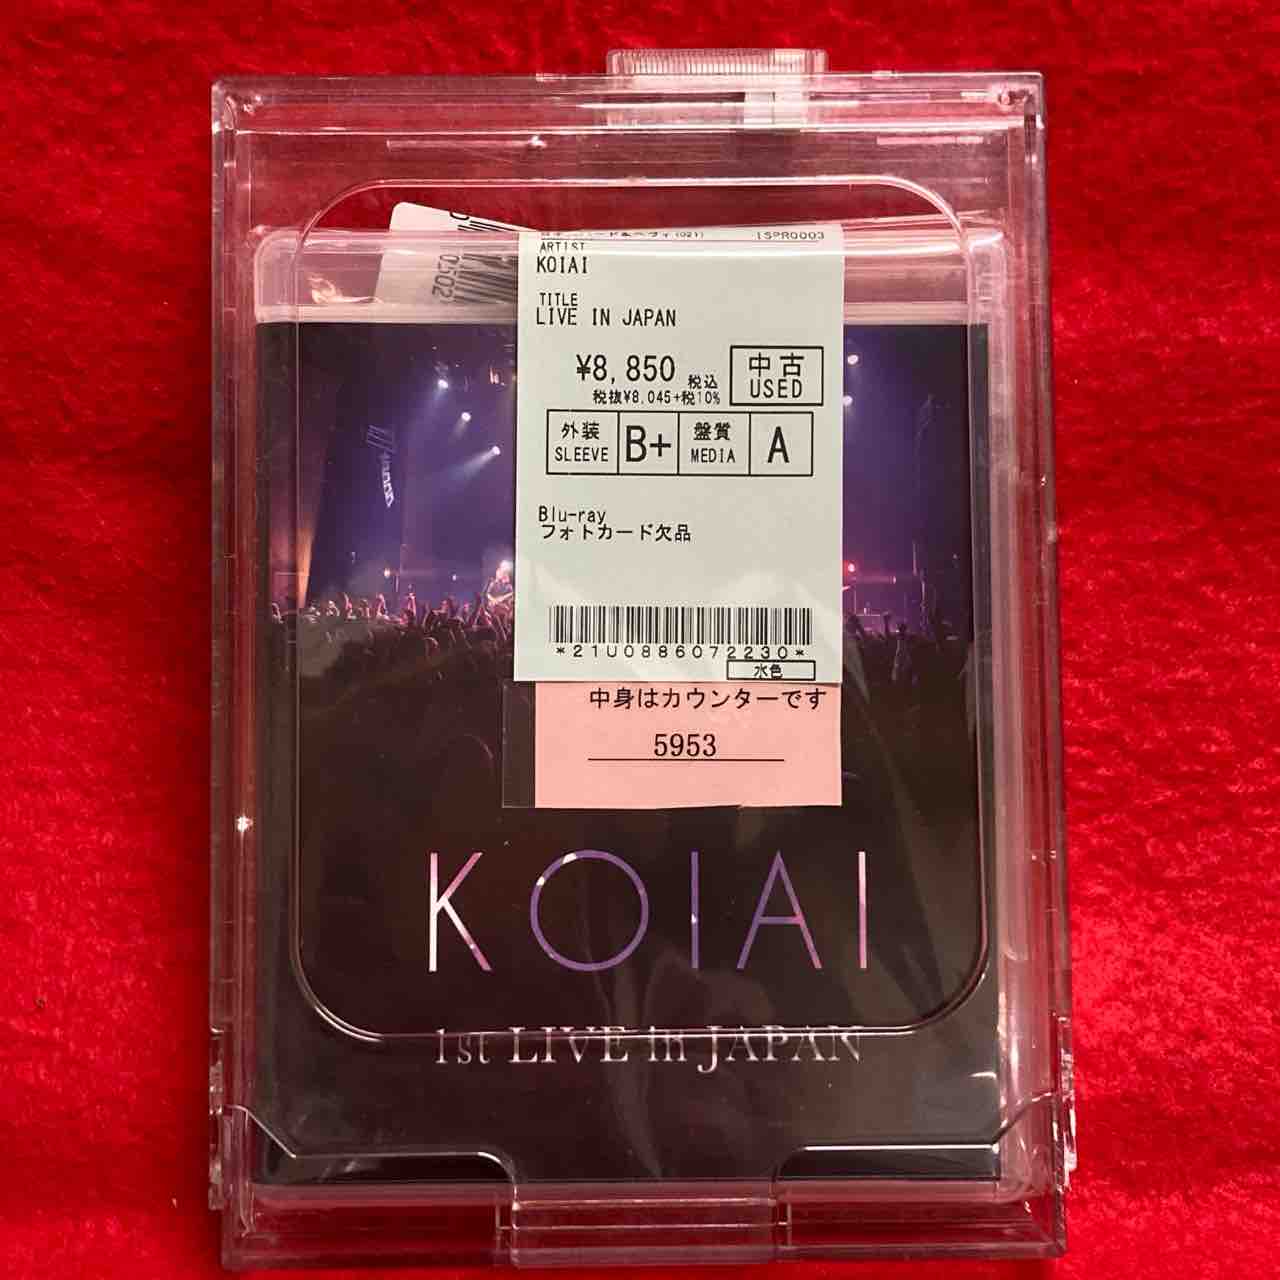 ISPR0003
ARTIST
KOIAI
TITLE
LIVE IN JAPAN
¥8,850 税込
税抜¥8,045+税10%
中古
USED
外装
SLEEVE
B+
盤質
MEDIA
A
Blu-ray
フォトカード欠品
*21U0886072230*
水色
中身はカウンターです
5953
KOIAI
1st LIVE in JAPAN